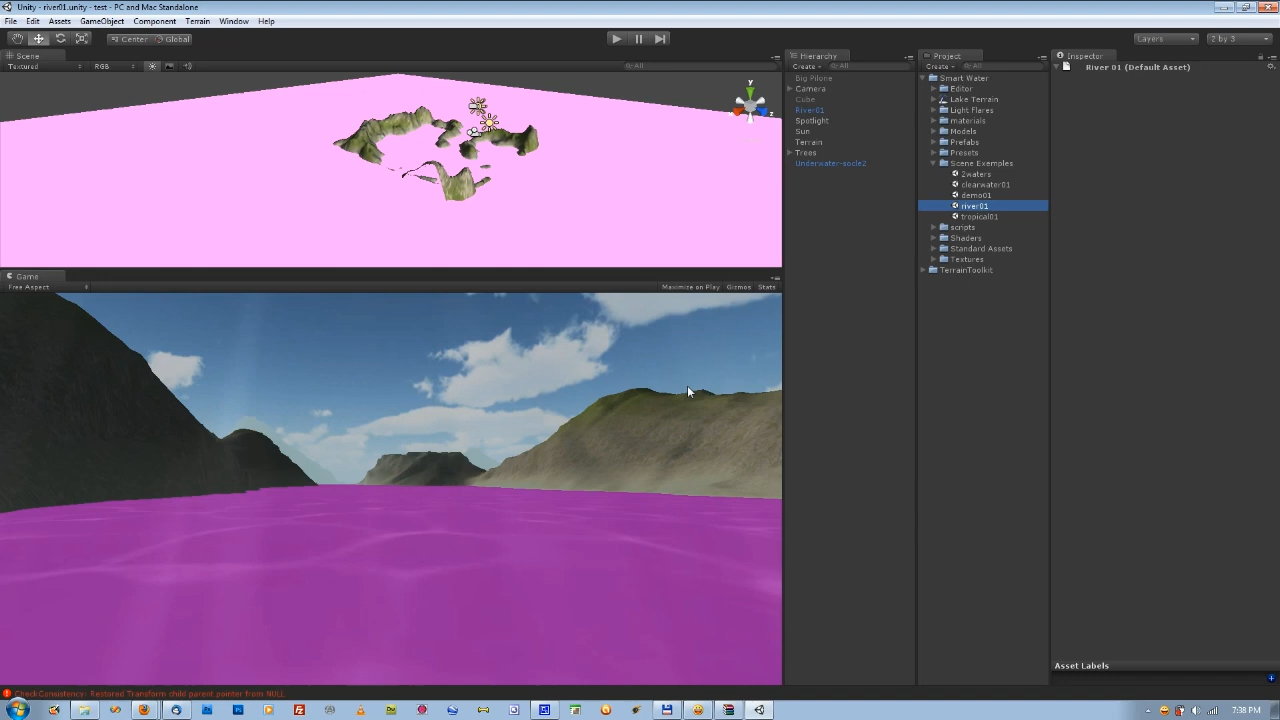 Unity - river01.unity - test - PC and Mac Standalone
File Edit Assets GameObject Component Terrain Window Help
Center Global
Layers 2 by 3
Scene
Textured RGB All
Game
Free Aspect Maximize on Play Gizmos Stats
Hierarchy
Create All
Big Pilone
Camera
Cube
River01
Spotlight
Sun
Terrain
Trees
Underwater-socle2
Project
Create All
Smart Water
Editor
Lake Terrain
Light Flares
materials
Models
Prefabs
Presets
Scene Examples
2waters
clearwater01
demo01
river01
tropical01
scripts
Shaders
Standard Assets
Textures
TerrainToolkit
Inspector
River 01 (Default Asset)
Asset Labels
y
z
CheckConsistency: Restored Transform child parent pointer from NULL
7:38 PM